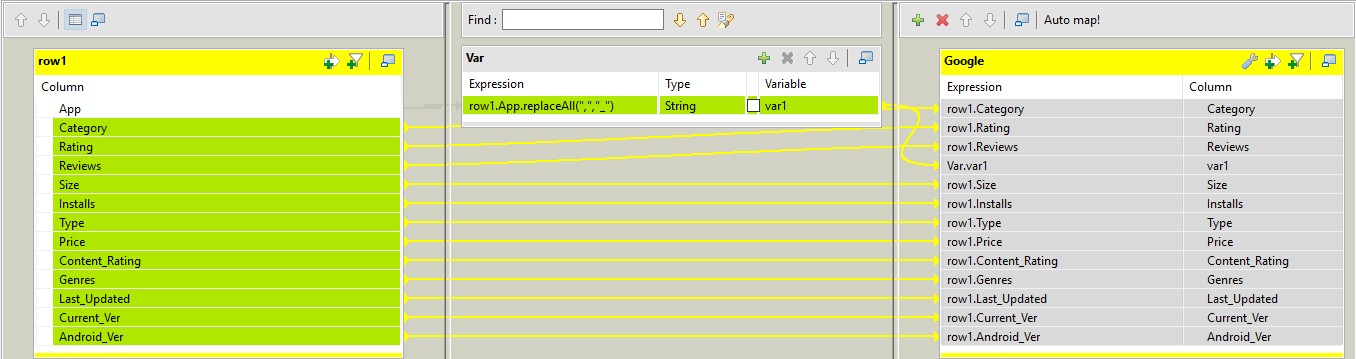 Find :
Auto map!
row1
Column
App
Category
Rating
Reviews
Size
Installs
Type
Price
Content_Rating
Genres
Last_Updated
Current_Ver
Android_Ver
Var
Expression Type Variable
row1.App.replaceAll(",","_") String var1
Google
Expression Column
row1.Category Category
row1.Rating Rating
row1.Reviews Reviews
Var.var1 var1
row1.Size Size
row1.Installs Installs
row1.Type Type
row1.Price Price
row1.Content_Rating Content_Rating
row1.Genres Genres
row1.Last_Updated Last_Updated
row1.Current_Ver Current_Ver
row1.Android_Ver Android_Ver